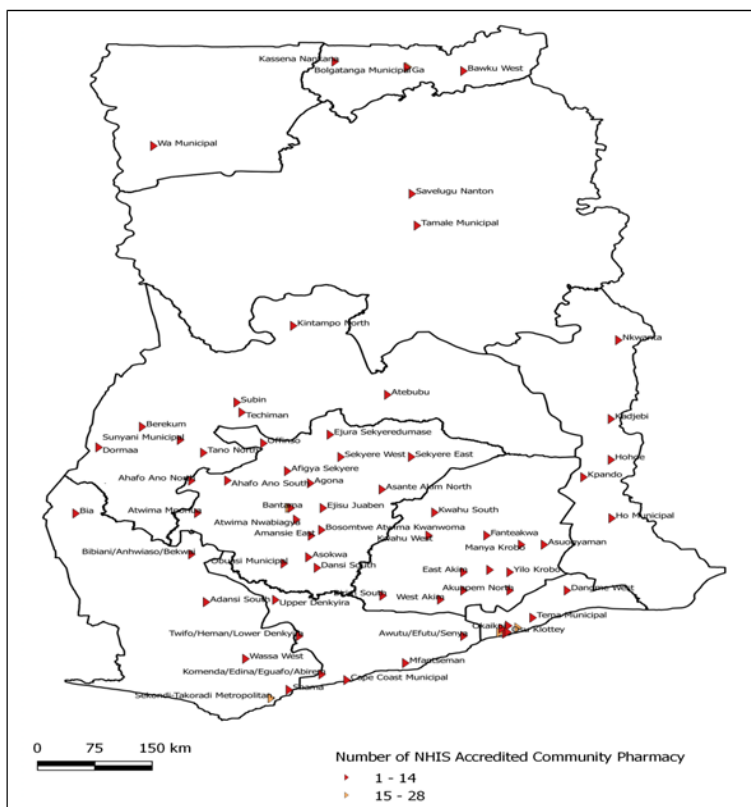 Kassena Nankana
Bolgatanga Municipal/Ga
Bawku West
Wa Municipal
Savelugu Nanton
Tamale Municipal
Kintampo North
Nkwanta
Atebubu
Subin
Techiman
Kadjebi
Berekum
Sunyani Municipal
Dormaa
Tano North
Offinso
Ejura Sekyeredumase
Sekyere West
Sekyere East
Hohoe
Kpando
Afigya Sekyere
Ahafo Ano North
Ahafo Ano South
Agona
Asante Akim North
Bia
Atwima Mponua
Bantama
Ejisu Juaben
Kwahu South
Ho Municipal
Atwima Nwabiagya
Bosomtwe Atwima Kwanwoma
Amansie East
Kwahu West
Fanteakwa
Manya Krobo
Asuogyaman
Bibiani/Anhwiaso/Bekwai
Obuasi Municipal
Asokwa
Dansi South
East Akim
Yilo Krobo
Adansi South
Upper Denkyira
South
West Akim
Akuapem North
Dangme West
Tema Municipal
Okaikoi
Osu Klottey
Twifo/Heman/Lower Denkyira
Awutu/Efutu/Senya
Wassa West
Mfantseman
Komenda/Edina/Eguafo/Abirem
Cape Coast Municipal
Shama
Sekondi-Takoradi Metropolitan
0 75 150 km
Number of NHIS Accredited Community Pharmacy
1 - 14
15 - 28